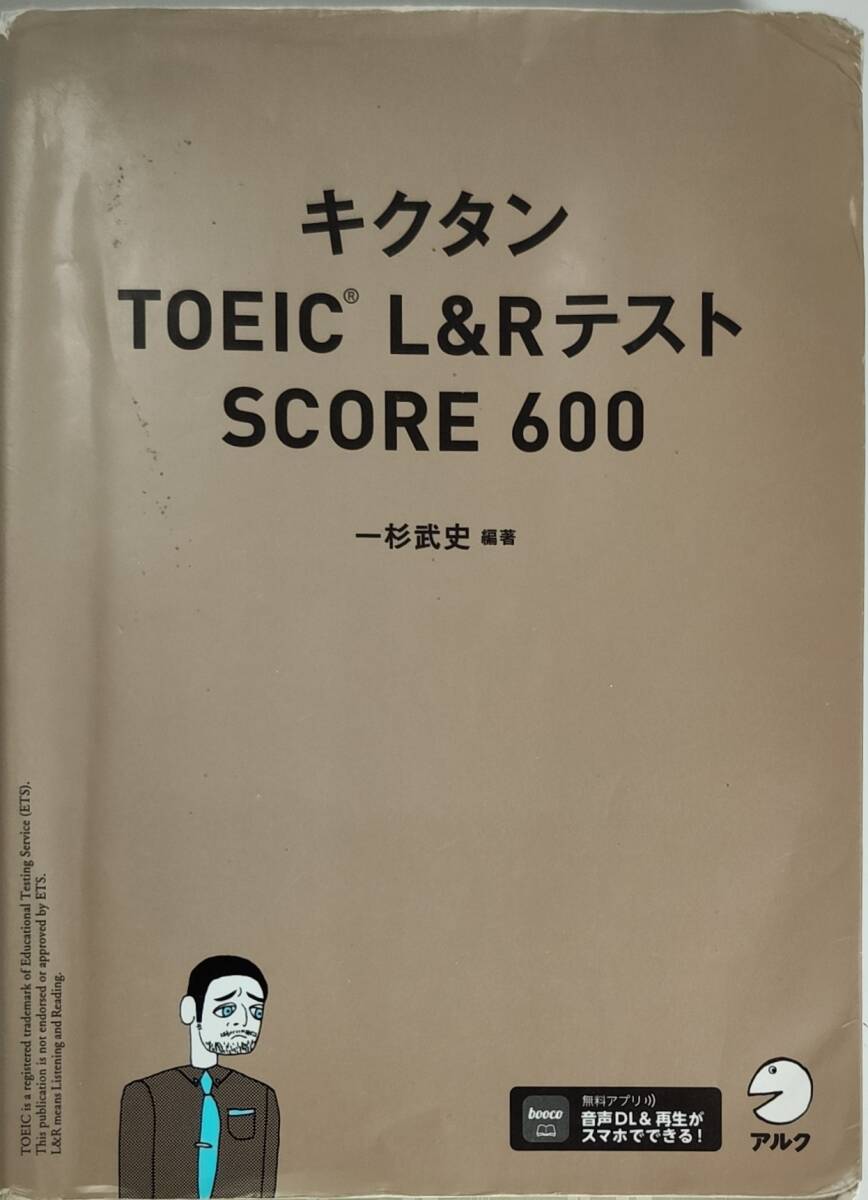 キクタン
TOEIC® L&Rテスト
SCORE 600
一杉武史 編著
TOEIC is a registered trademark of Educational Testing Service (ETS).
This publication is not endorsed or approved by ETS.
L&R means Listening and Reading.
booco
無料アプリ
音声DL&再生が
スマホでできる!
アルク